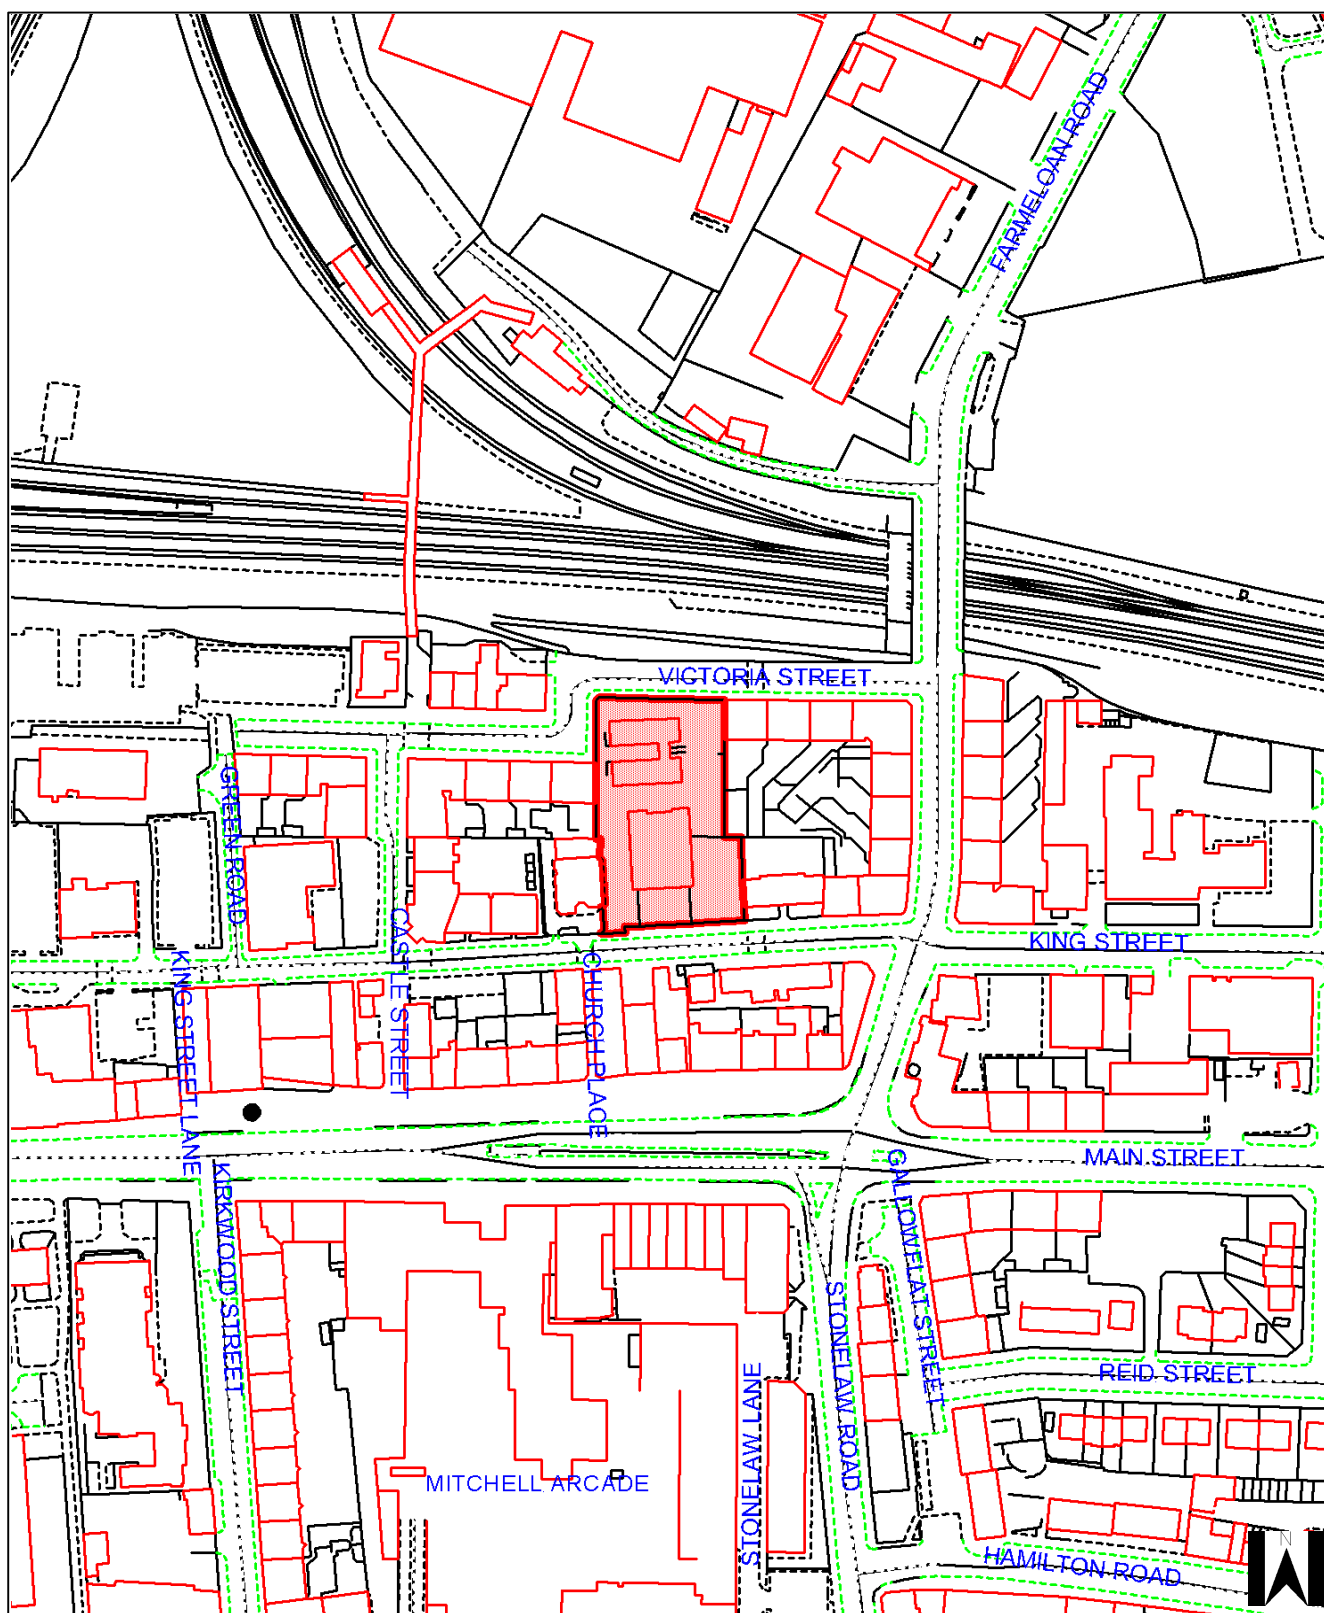 FARMELOAN ROAD
VICTORIA STREET
GREEN ROAD
CASTLE STREET
KING STREET
KING STREET LANE
CHURCH PLACE
MAIN STREET
GALLOWFLAT STREET
KIRKWOOD STREET
STONELAW ROAD
STONELAW LANE
REID STREET
MITCHELL ARCADE
HAMILTON ROAD
N